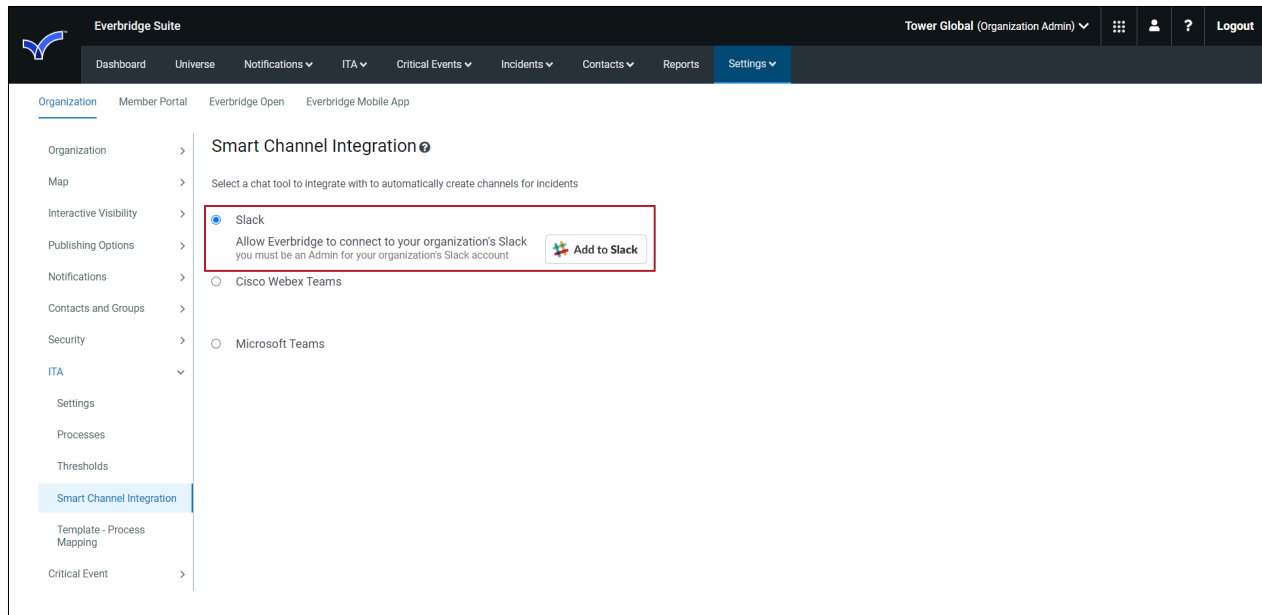 Everbridge Suite
Tower Global (Organization Admin)
?
Logout
Dashboard
Universe
Notifications
ITA
Critical Events
Incidents
Contacts
Reports
Settings
Organization
Member Portal
Everbridge Open
Everbridge Mobile App
Organization
Map
Interactive Visibility
Publishing Options
Notifications
Contacts and Groups
Security
ITA
Settings
Processes
Thresholds
Smart Channel Integration
Template - Process
Mapping
Critical Event
Smart Channel Integration ?
Select a chat tool to integrate with to automatically create channels for incidents
Slack
Allow Everbridge to connect to your organization's Slack
you must be an Admin for your organization's Slack account
Add to Slack
Cisco Webex Teams
Microsoft Teams